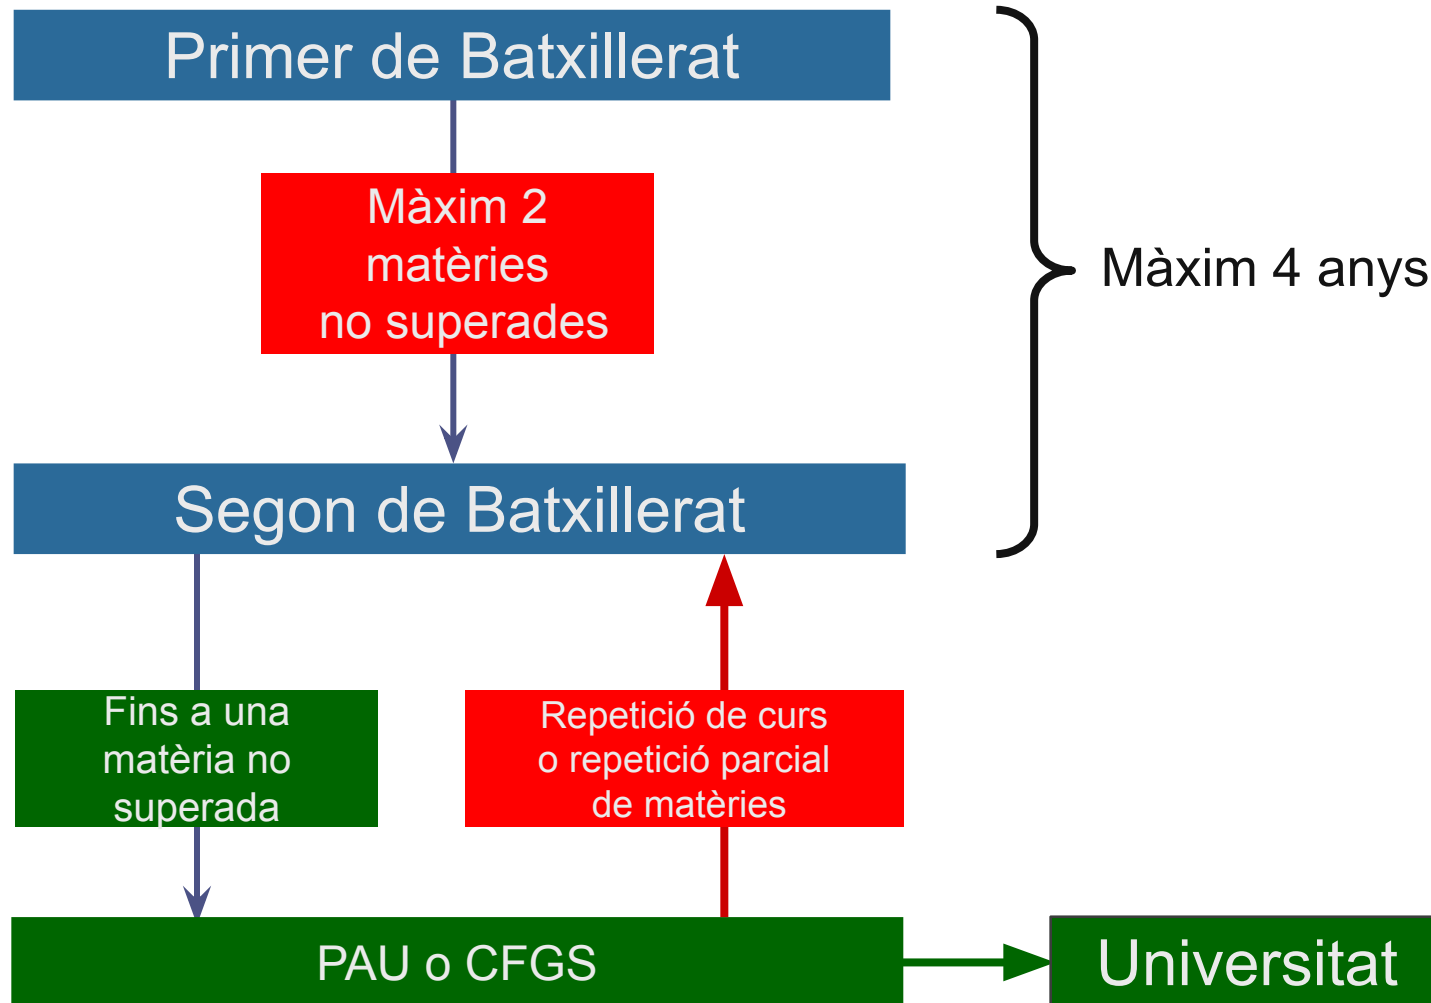 Primer de Batxillerat
Màxim 2
matèries
no superades
Màxim 4 anys
Segon de Batxillerat
Fins a una
matèria no
superada
Repetició de curs
o repetició parcial
de matèries
PAU o CFGS
Universitat